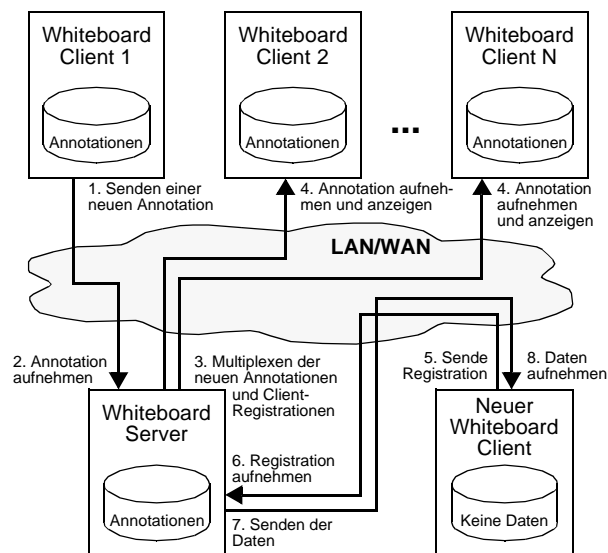 Whiteboard
Client 1
Annotationen
Whiteboard
Client 2
Annotationen
...
Whiteboard
Client N
Annotationen
1. Senden einer
neuen Annotation
4. Annotation aufneh-
men und anzeigen
4. Annotation
aufnehmen
und anzeigen
LAN/WAN
2. Annotation
aufnehmen
3. Multiplexen der
neuen Annotationen
und Client-
Registrationen
5. Sende
Registration
8. Daten
aufnehmen
Whiteboard
Server
Annotationen
6. Registration
aufnehmen
7. Senden der
Daten
Neuer
Whiteboard
Client
Keine Daten